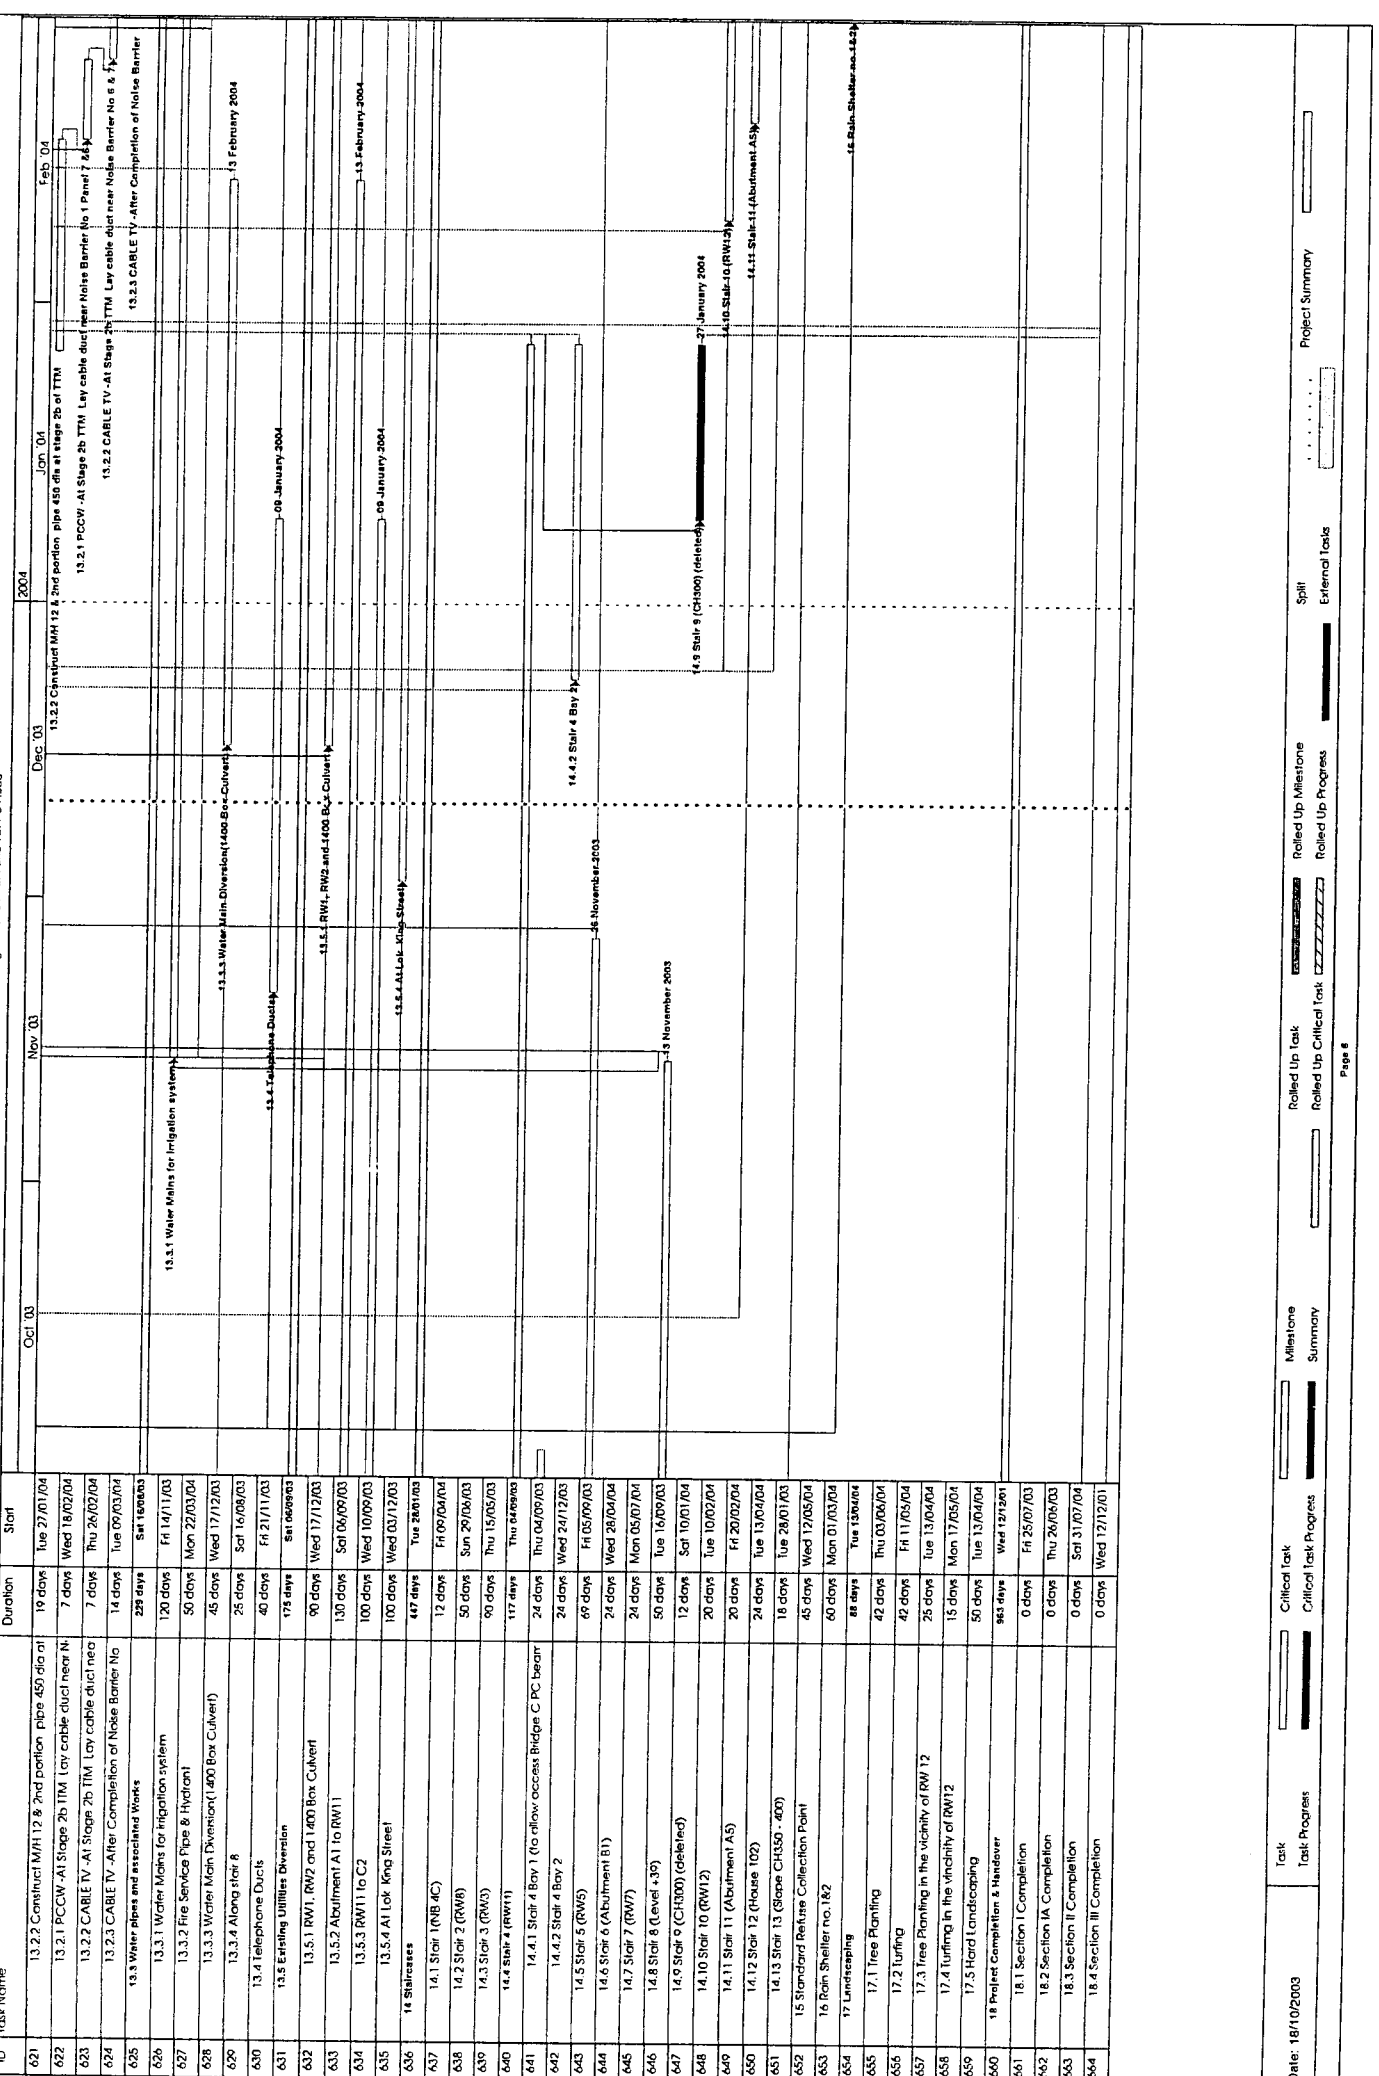 ID Task Name Duration Start
2004
Oct '03 Nov '03 Dec '03 Jan '04 Feb '04
621 13.2.2 Construct M/H 12 & 2nd portion pipe 450 dia at 19 days Tue 27/01/04
622 13.2.1 PCCW -At Stage 2b TTM Lay cable duct near N 7 days Wed 18/02/04
623 13.2.2 CABLE TV -At Stage 2b TTM Lay cable duct nea 7 days Thu 26/02/04
624 13.2.3 CABLE TV -After Completion of Noise Barrier No 14 days Tue 09/03/04
625 13.3 Water pipes and associated Works 229 days Sat 16/08/03
626 13.3.1 Water Mains for Irrigation system 120 days Fri 14/11/03
627 13.3.2 Fire Service Pipe & Hydrant 50 days Mon 22/03/04
628 13.3.3 Water Main Diversion(1400 Box Culvert) 45 days Wed 17/12/03
629 13.3.4 Along stair 8 25 days Sat 16/08/03
630 13.4 Telephone Ducts 40 days Fri 21/11/03
631 13.5 Existing Utilities Diversion 175 days Sat 06/09/03
632 13.5.1 RW1, RW2 and 1400 Box Culvert 90 days Wed 17/12/03
633 13.5.2 Abutment A1 to RW11 130 days Sat 06/09/03
634 13.5.3 RW11 to C2 100 days Wed 10/09/03
635 13.5.4 At Lok King Street 100 days Wed 03/12/03
636 14 Staircases 447 days Tue 28/01/03
637 14.1 Stair 1(NB 4C) 12 days Fri 09/04/04
638 14.2 Stair 2 (RW8) 50 days Sun 29/06/03
639 14.3 Stair 3 (RW3) 90 days Thu 15/05/03
640 14.4 Stair 4 (RW11) 117 days Thu 04/09/03
641 14.4.1 Stair 4 Bay 1 (to allow access Bridge C PC beam 24 days Thu 04/09/03
642 14.4.2 Stair 4 Bay 2 24 days Wed 24/12/03
643 14.5 Stair 5 (RW5) 69 days Fri 05/09/03
644 14.6 Stair 6 (Abutment B1) 24 days Wed 28/04/04
645 14.7 Stair 7 (RW7) 24 days Mon 05/07/04
646 14.8 Stair 8 (Level +39) 50 days Tue 16/09/03
647 14.9 Stair 9 (CH300) (deleted) 12 days Sat 10/01/04
648 14.10 Stair 10 (RW12) 20 days Tue 10/02/04
649 14.11 Stair 11 (Abutment A5) 20 days Fri 20/02/04
650 14.12 Stair 12 (House 102) 24 days Tue 13/04/04
651 14.13 Stair 13 (Slope CH350 - 400) 18 days Tue 28/01/03
652 15 Standard Refuse Collection Point 45 days Wed 12/05/04
653 16 Rain Shelter no.1&2 60 days Mon 01/03/04
654 17 Landscaping 88 days Tue 13/04/04
655 17.1 Tree Planting 42 days Thu 03/06/04
656 17.2 Turfing 42 days Fri 11/05/04
657 17.3 Tree Planting in the vicinity of RW 12 25 days Tue 13/04/04
658 17.4 Turfing in the vincinity of RW12 15 days Mon 17/05/04
659 17.5 Hard Landscaping 50 days Tue 13/04/04
660 18 Project Completion & Handover 963 days Wed 12/12/01
661 18.1 Section I Completion 0 days Fri 25/07/03
662 18.2 Section IA Completion 0 days Thu 26/06/03
663 18.3 Section II Completion 0 days Sat 31/07/04
664 18.4 Section III Completion 0 days Wed 12/12/01
13.2.2 Construct M/H 12 & 2nd portion pipe 450 dia at stage 2b of TTM
13.2.1 PCCW -At Stage 2b TTM Lay cable duct near Noise Barrier No 1 Panel 7 &6
13.2.2 CABLE TV -At Stage 2b TTM Lay cable duct near Noise Barrier No 6 & 7
13.2.3 CABLE TV -After Completion of Noise Barrier
13.3.1 Water Mains for Irrigation system
13.3.3 Water Main Diversion(1400 Box Culvert) 13 February 2004
13.4 Telephone Ducts 09 January 2004
13.5.1 RW1, RW2 and 1400 Box Culvert 13 February 2004
09 January 2004
13.5.4 At Lok King Street
14.4.2 Stair 4 Bay 2
26 November 2003
13 November 2003
14.9 Stair 9 (CH300) (deleted) 27 January 2004
14.10 Stair 10 (RW12)
14.11 Stair 11 (Abutment A5)
16 Rain Shelter no.1&2
Date: 18/10/2003
Task Critical Task Milestone Rolled Up Task Rolled Up Milestone Split Project Summary
Task Progress Critical Task Progress Summary Rolled Up Critical Task Rolled Up Progress External Tasks
Page 6